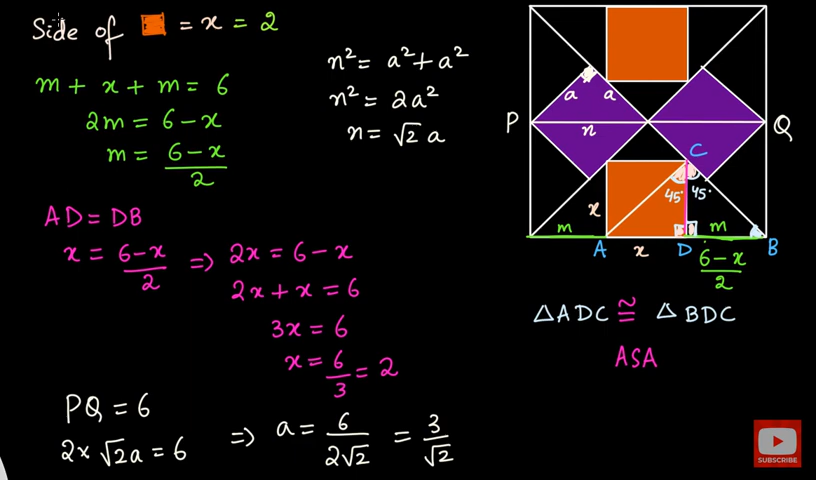 Side of = x = 2
m + x + m = 6
2m = 6 - x
m = 6 - x / 2
n² = a² + a²
n² = 2a²
n = √2 a
AD = DB
x = 6 - x / 2 ⇒ 2x = 6 - x
2x + x = 6
3x = 6
x = 6 / 3 = 2
PQ = 6
2 × √2a = 6 ⇒ a = 6 / 2√2 = 3 / √2
a a
P n Q
C
45° 45°
x
m m
A x D B
6 - x / 2
△ADC ≅ △BDC
ASA
SUBSCRIBE